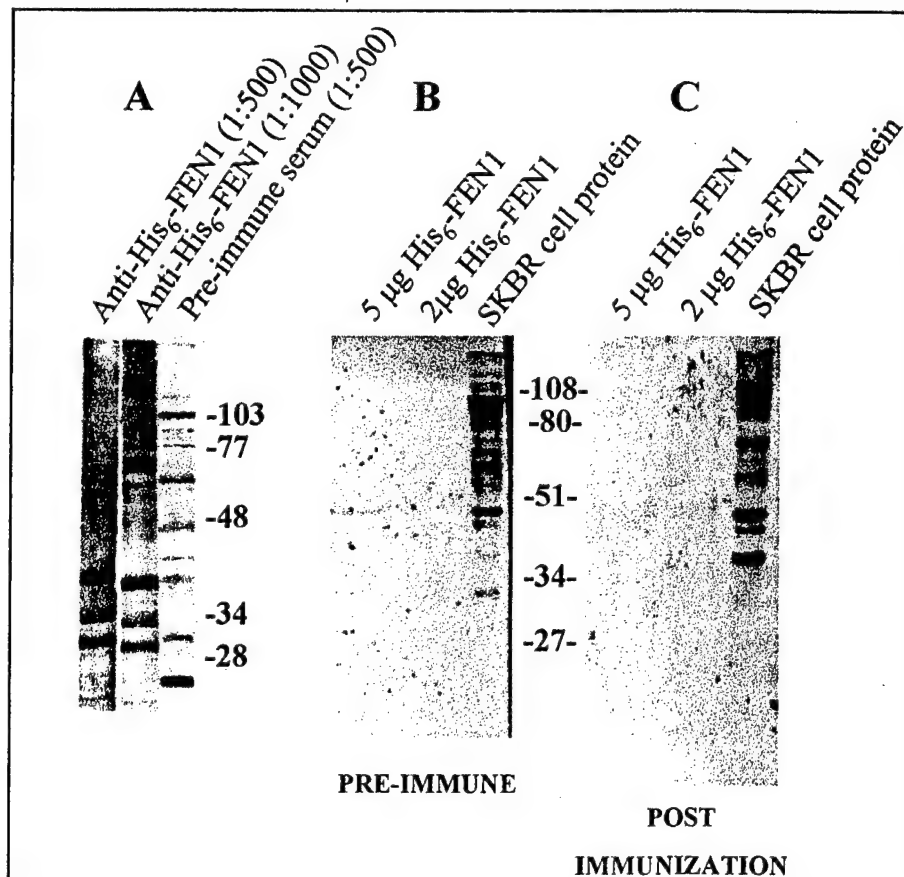 A
B
C
Anti-His6-FEN1 (1:500)
Anti-His6-FEN1 (1:1000)
Pre-immune serum (1:500)
5 µg His6-FEN1
2µg His6-FEN1
SKBR cell protein
5 µg His6-FEN1
2 µg His6-FEN1
SKBR cell protein
-103
-77
-48
-34
-28
-108-
-80-
-51-
-34-
-27-
PRE-IMMUNE
POST
IMMUNIZATION